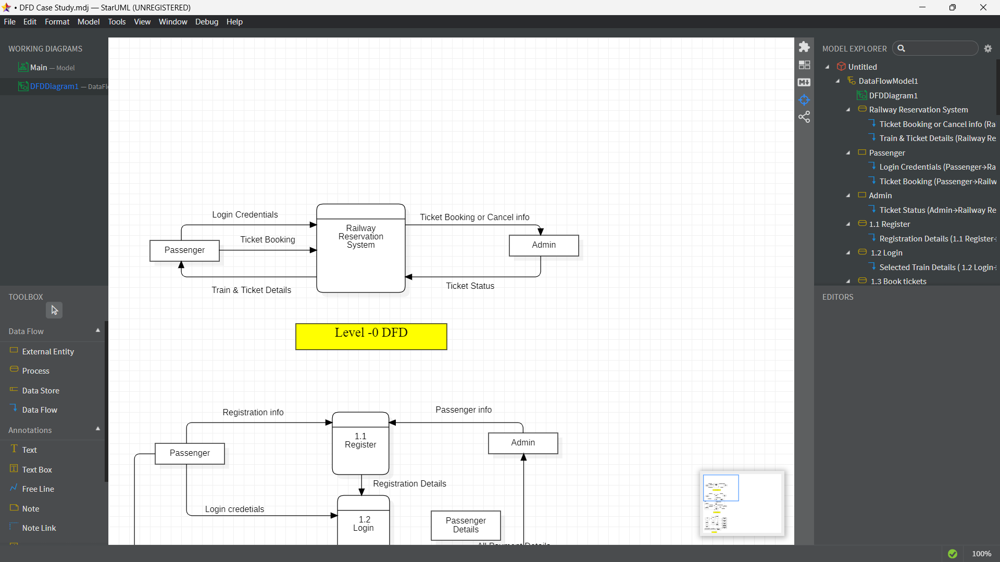 • DFD Case Study.mdj — StarUML (UNREGISTERED)
File Edit Format Model Tools View Window Debug Help
WORKING DIAGRAMS
Main — Model
DFDDiagram1 — DataFl
TOOLBOX
Data Flow
External Entity
Process
Data Store
Data Flow
Annotations
Text
Text Box
Free Line
Note
Note Link
Login Credentials
Ticket Booking
Passenger
Train & Ticket Details
Railway
Reservation
System
Ticket Booking or Cancel info
Admin
Ticket Status
Level -0 DFD
Registration info
Passenger info
1.1
Register
Passenger
Admin
Registration Details
Login credetials
1.2
Login
Passenger
Details
All Payment Details
MODEL EXPLORER
Untitled
DataFlowModel1
DFDDiagram1
Railway Reservation System
Ticket Booking or Cancel info (Ra
Train & Ticket Details (Railway Re
Passenger
Login Credentials (Passenger→Ra
Ticket Booking (Passenger→Railw
Admin
Ticket Status (Admin→Railway Re
1.1 Register
Registration Details (1.1 Register→
1.2 Login
Selected Train Details ( 1.2 Login→
1.3 Book tickets
EDITORS
100%